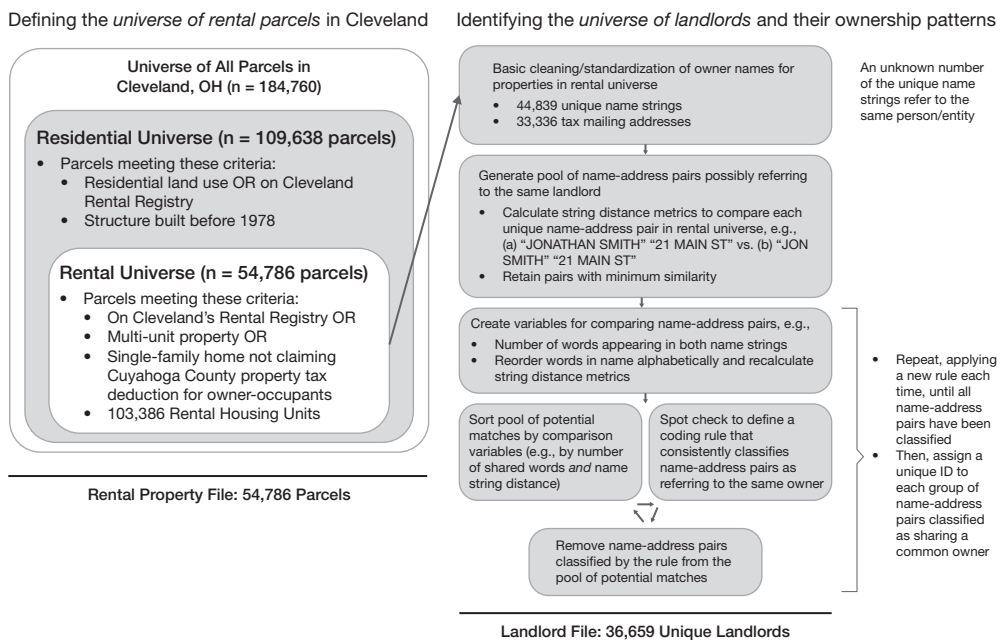 Defining the universe of rental parcels in Cleveland
Universe of All Parcels in
Cleveland, OH (n = 184,760)
Residential Universe (n = 109,638 parcels)
• Parcels meeting these criteria:
• Residential land use OR on Cleveland
Rental Registry
• Structure built before 1978
Rental Universe (n = 54,786 parcels)
• Parcels meeting these criteria:
• On Cleveland's Rental Registry OR
• Multi-unit property OR
• Single-family home not claiming
Cuyahoga County property tax
deduction for owner-occupants
• 103,386 Rental Housing Units
Rental Property File: 54,786 Parcels
Identifying the universe of landlords and their ownership patterns
Basic cleaning/standardization of owner names for
properties in rental universe
• 44,839 unique name strings
• 33,336 tax mailing addresses
An unknown number
of the unique name
strings refer to the
same person/entity
Generate pool of name-address pairs possibly referring
to the same landlord
• Calculate string distance metrics to compare each
unique name-address pair in rental universe, e.g.,
(a) “JONATHAN SMITH” “21 MAIN ST” vs. (b) “JON
SMITH” “21 MAIN ST”
• Retain pairs with minimum similarity
Create variables for comparing name-address pairs, e.g.,
• Number of words appearing in both name strings
• Reorder words in name alphabetically and recalculate
string distance metrics
Sort pool of potential
matches by comparison
variables (e.g., by number
of shared words and name
string distance)
Spot check to define a
coding rule that
consistently classifies
name-address pairs as
referring to the same owner
Remove name-address pairs
classified by the rule from the
pool of potential matches
• Repeat, applying
a new rule each
time, until all
name-address
pairs have been
classified
• Then, assign a
unique ID to
each group of
name-address
pairs classified
as sharing a
common owner
Landlord File: 36,659 Unique Landlords